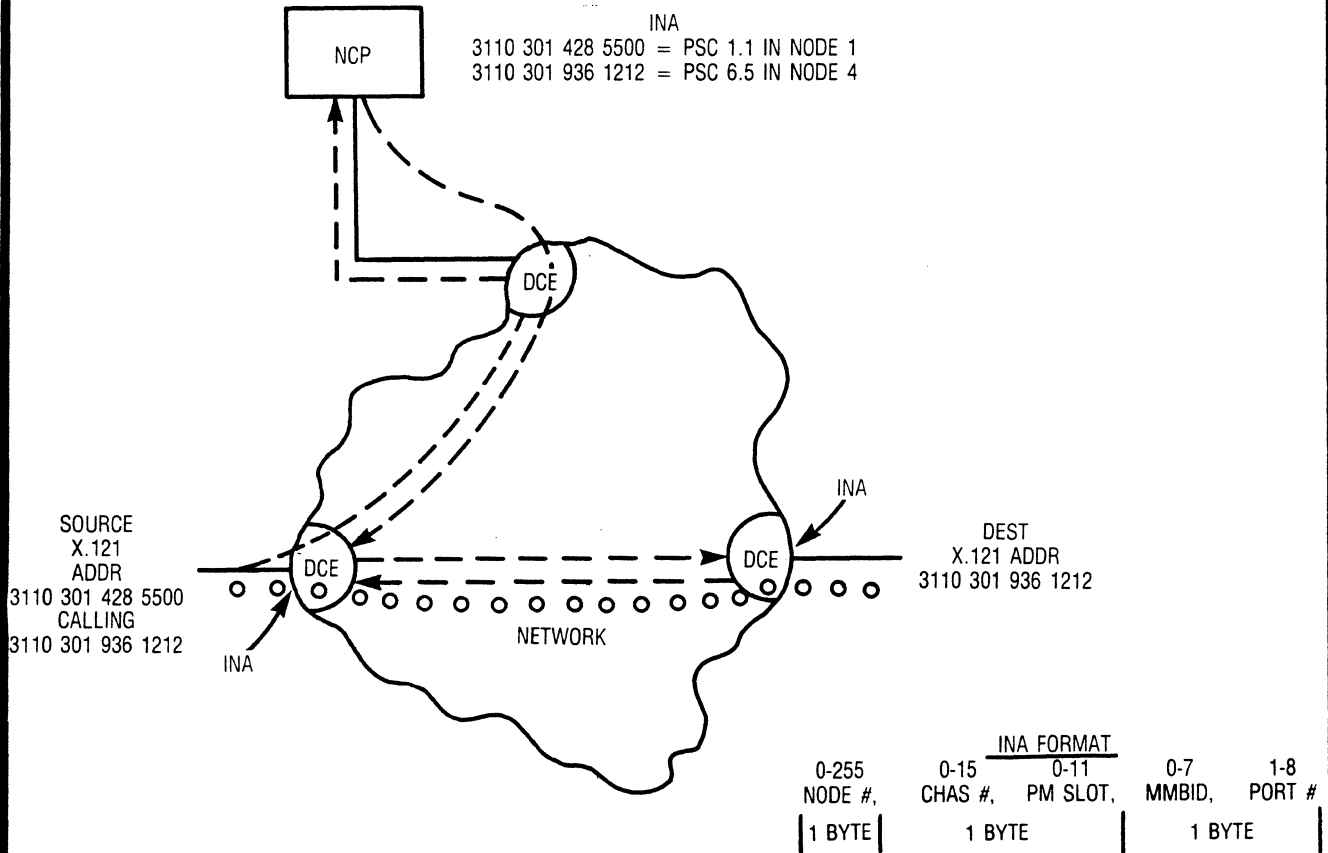 INA
3110 301 428 5500 = PSC 1.1 IN NODE 1
3110 301 936 1212 = PSC 6.5 IN NODE 4
NCP
DCE
INA
SOURCE
X.121
ADDR
3110 301 428 5500
CALLING
3110 301 936 1212
DCE
DCE
DEST
X.121 ADDR
3110 301 936 1212
NETWORK
INA
INA FORMAT
0-255 0-15 0-11 0-7 1-8
NODE #, CHAS #, PM SLOT, MMBID, PORT #
1 BYTE 1 BYTE 1 BYTE